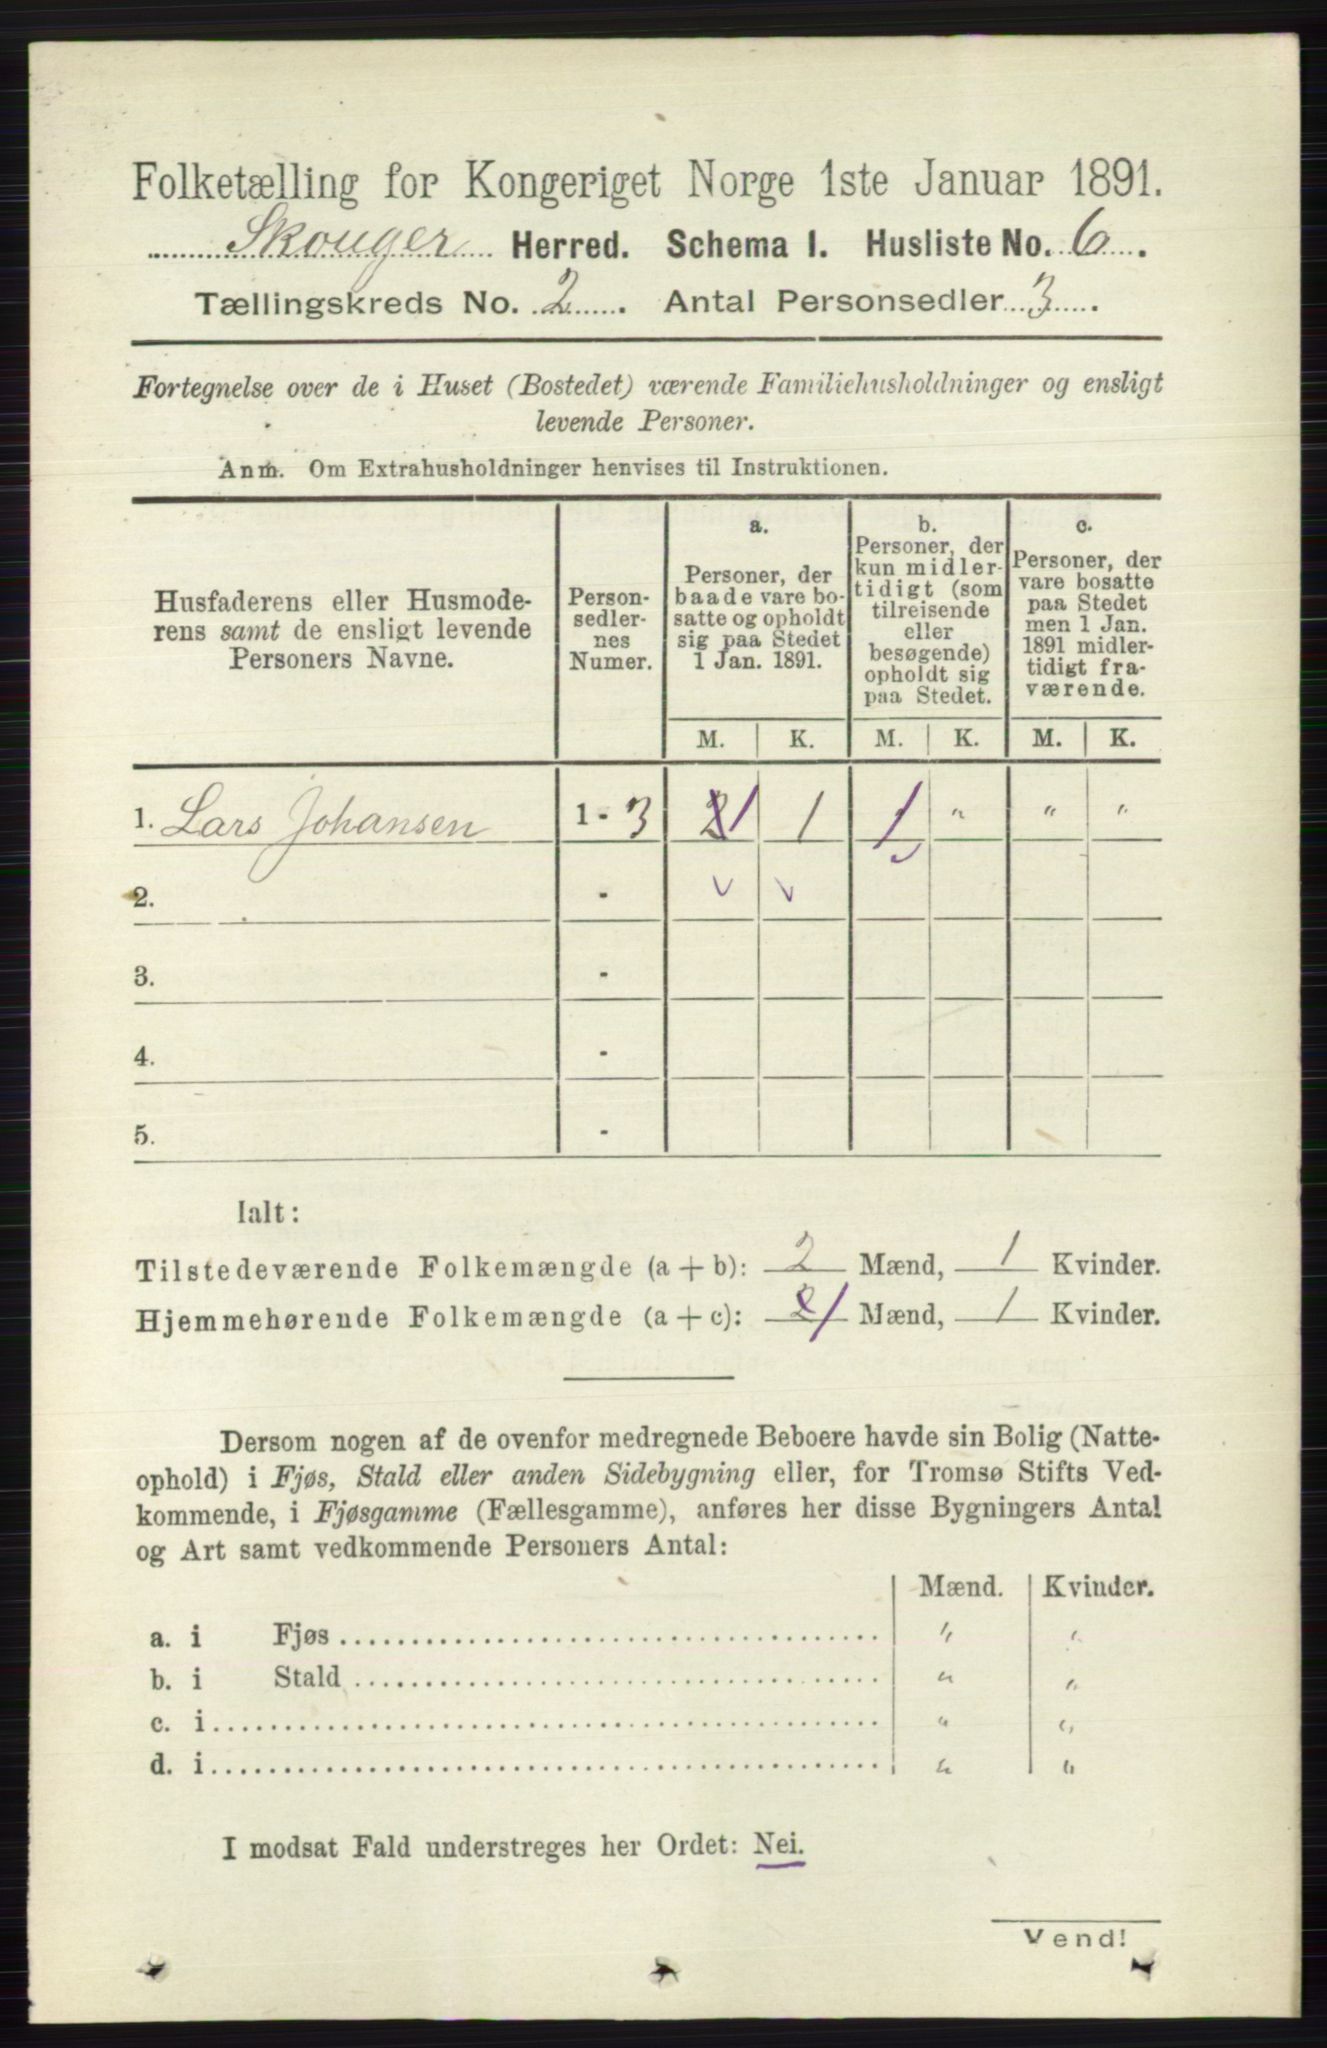 Folketælling for Kongeriget Norge 1ste Januar 1891.
Skouger Herred. Schema I. Husliste No. 6.
Tællingskreds No. 2. Antal Personsedler 3.
Fortegnelse over de i Huset (Bostedet) værende Familiehusholdninger og ensligt
levende Personer.
Anm. Om Extrahusholdninger henvises til Instruktionen.
Husfaderens eller Husmode-
rens samt de ensligt levende
Personers Navne.
Person-
sedler-
nes
Numer.
a.
Personer, der
baade vare bo-
satte og opholdt
sig paa Stedet
1 Jan. 1891.
b.
Personer, der
kun midler-
tidigt (som
tilreisende
eller
besøgende)
opholdt sig
paa Stedet.
c.
Personer, der
vare bosatte
paa Stedet
men 1 Jan.
1891 midler-
tidigt fra-
værende.
M. K. M. K. M. K.
1. Lars Johansen 1 - 3 2 1 1 1 " " "
2. - v v
3. -
4. -
5. -
Ialt:
Tilstedeværende Folkemængde (a + b): 2 Mænd, 1 Kvinder.
Hjemmehørende Folkemængde (a + c): 2 1 Mænd, 1 Kvinder.
Dersom nogen af de ovenfor medregnede Beboere havde sin Bolig (Natte-
ophold) i Fjøs, Stald eller anden Sidebygning eller, for Tromsø Stifts Ved-
kommende, i Fjøsgamme (Fællesgamme), anføres her disse Bygningers Antal
og Art samt vedkommende Personers Antal:
Mænd. Kvinder.
a. i Fjøs " "
b. i Stald " "
c. i " "
d. i " "
I modsat Fald understreges her Ordet: Nei.
Vend!